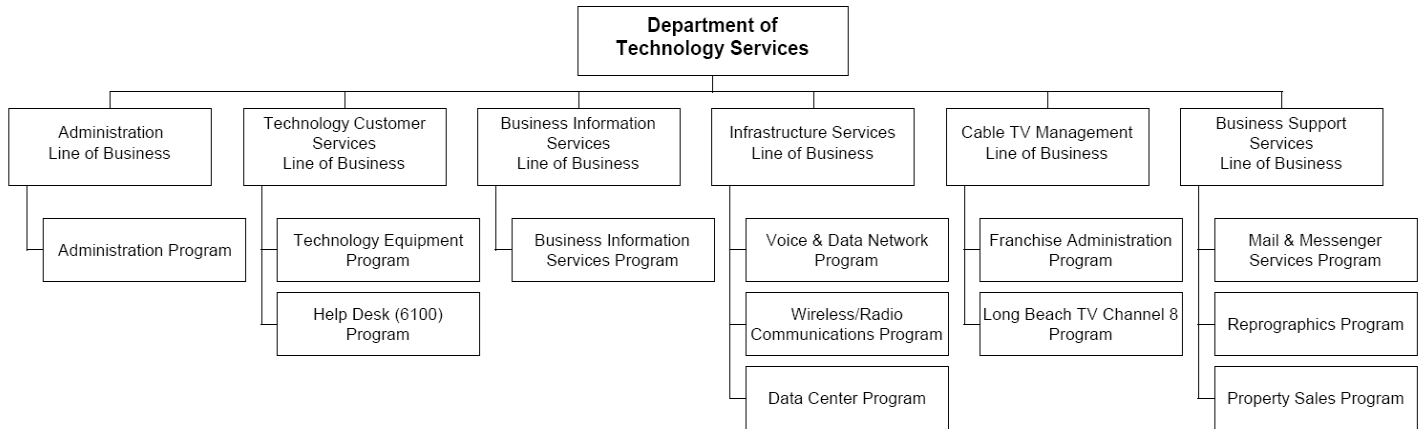 Department of
Technology Services
Administration
Line of Business
Technology Customer
Services
Line of Business
Business Information
Services
Line of Business
Infrastructure Services
Line of Business
Cable TV Management
Line of Business
Business Support
Services
Line of Business
Administration Program
Technology Equipment
Program
Help Desk (6100)
Program
Business Information
Services Program
Voice & Data Network
Program
Wireless/Radio
Communications Program
Data Center Program
Franchise Administration
Program
Long Beach TV Channel 8
Program
Mail & Messenger
Services Program
Reprographics Program
Property Sales Program